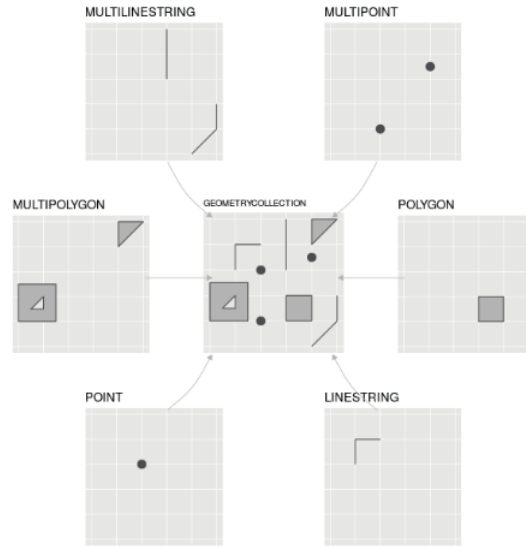 MULTILINESTRING
MULTIPOINT
MULTIPOLYGON
GEOMETRYCOLLECTION
POLYGON
POINT
LINESTRING